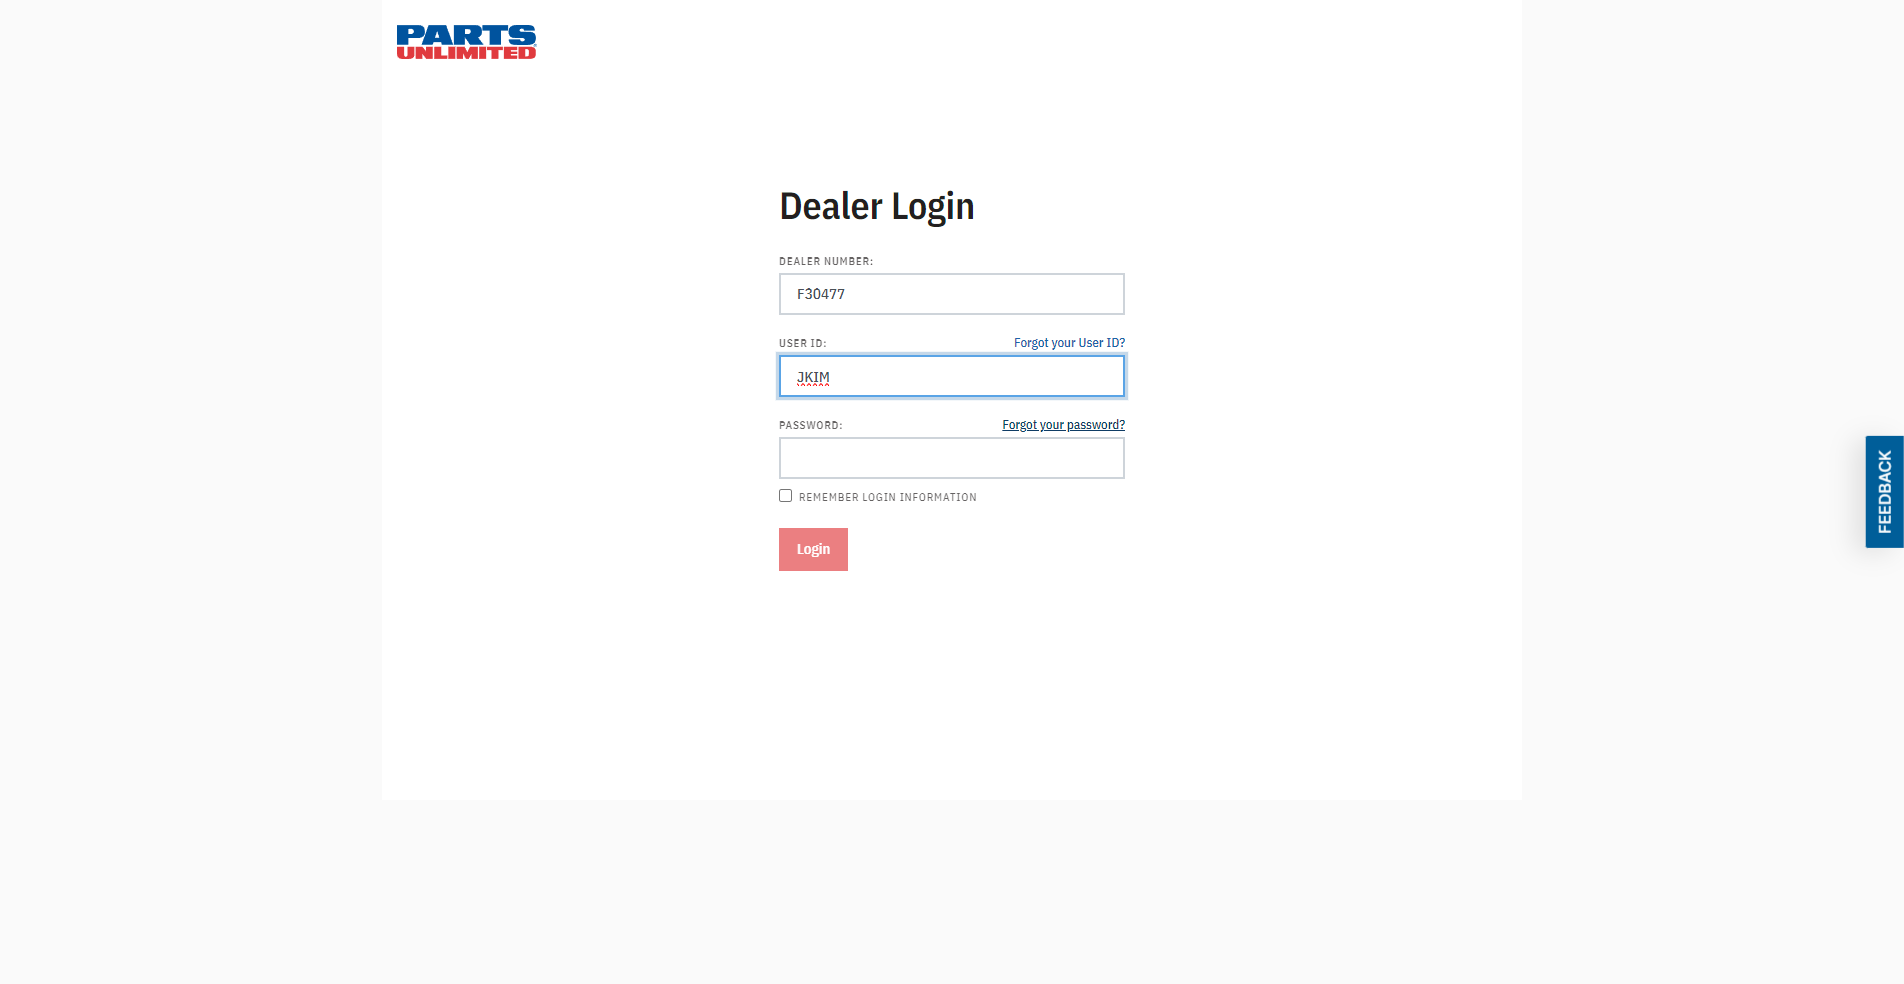 PARTS
UNLIMITED
Dealer Login
DEALER NUMBER:
F30477
USER ID: Forgot your User ID?
JKIM
PASSWORD: Forgot your password?
REMEMBER LOGIN INFORMATION
Login
FEEDBACK